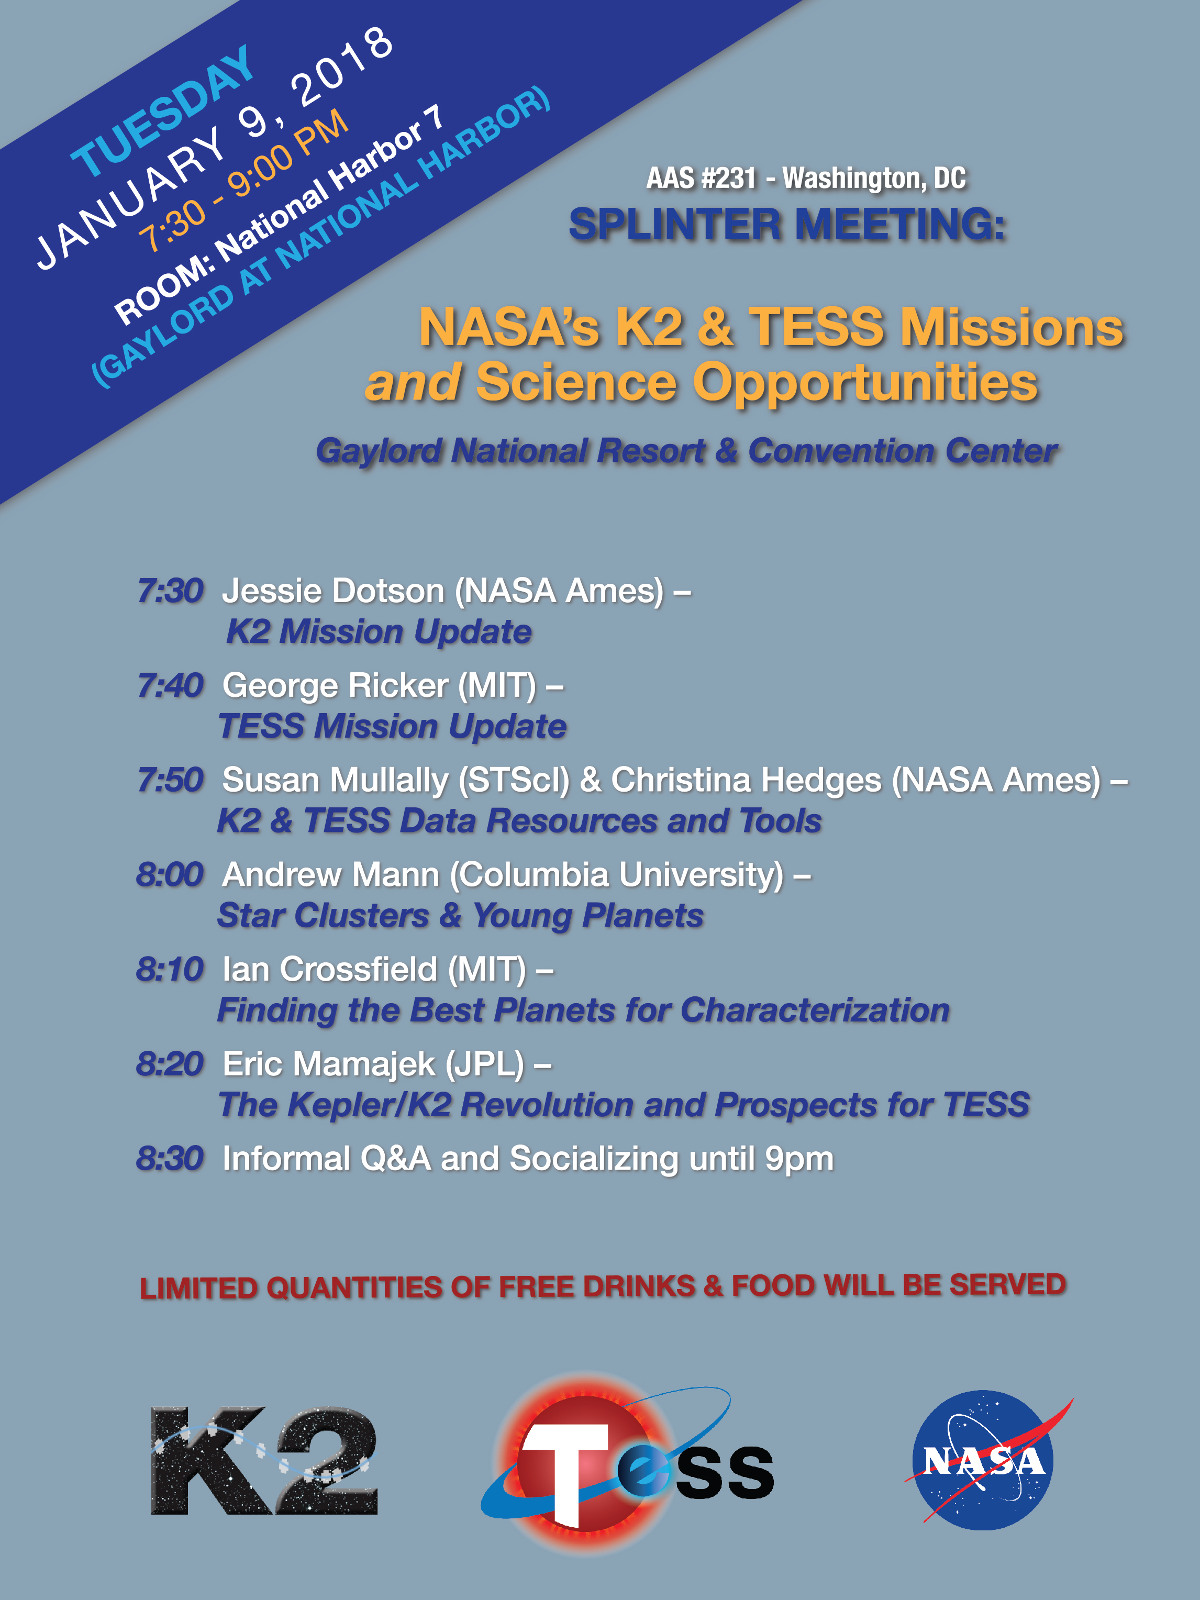 TUESDAY
JANUARY 9, 2018
7:30 - 9:00 PM
ROOM: National Harbor 7
(GAYLORD AT NATIONAL HARBOR)
AAS #231 - Washington, DC
SPLINTER MEETING:
NASA’s K2 & TESS Missions
and Science Opportunities
Gaylord National Resort & Convention Center
7:30 Jessie Dotson (NASA Ames) –
K2 Mission Update
7:40 George Ricker (MIT) –
TESS Mission Update
7:50 Susan Mullally (STScI) & Christina Hedges (NASA Ames) –
K2 & TESS Data Resources and Tools
8:00 Andrew Mann (Columbia University) –
Star Clusters & Young Planets
8:10 Ian Crossfield (MIT) –
Finding the Best Planets for Characterization
8:20 Eric Mamajek (JPL) –
The Kepler/K2 Revolution and Prospects for TESS
8:30 Informal Q&A and Socializing until 9pm
LIMITED QUANTITIES OF FREE DRINKS & FOOD WILL BE SERVED
K2
Tess
NASA